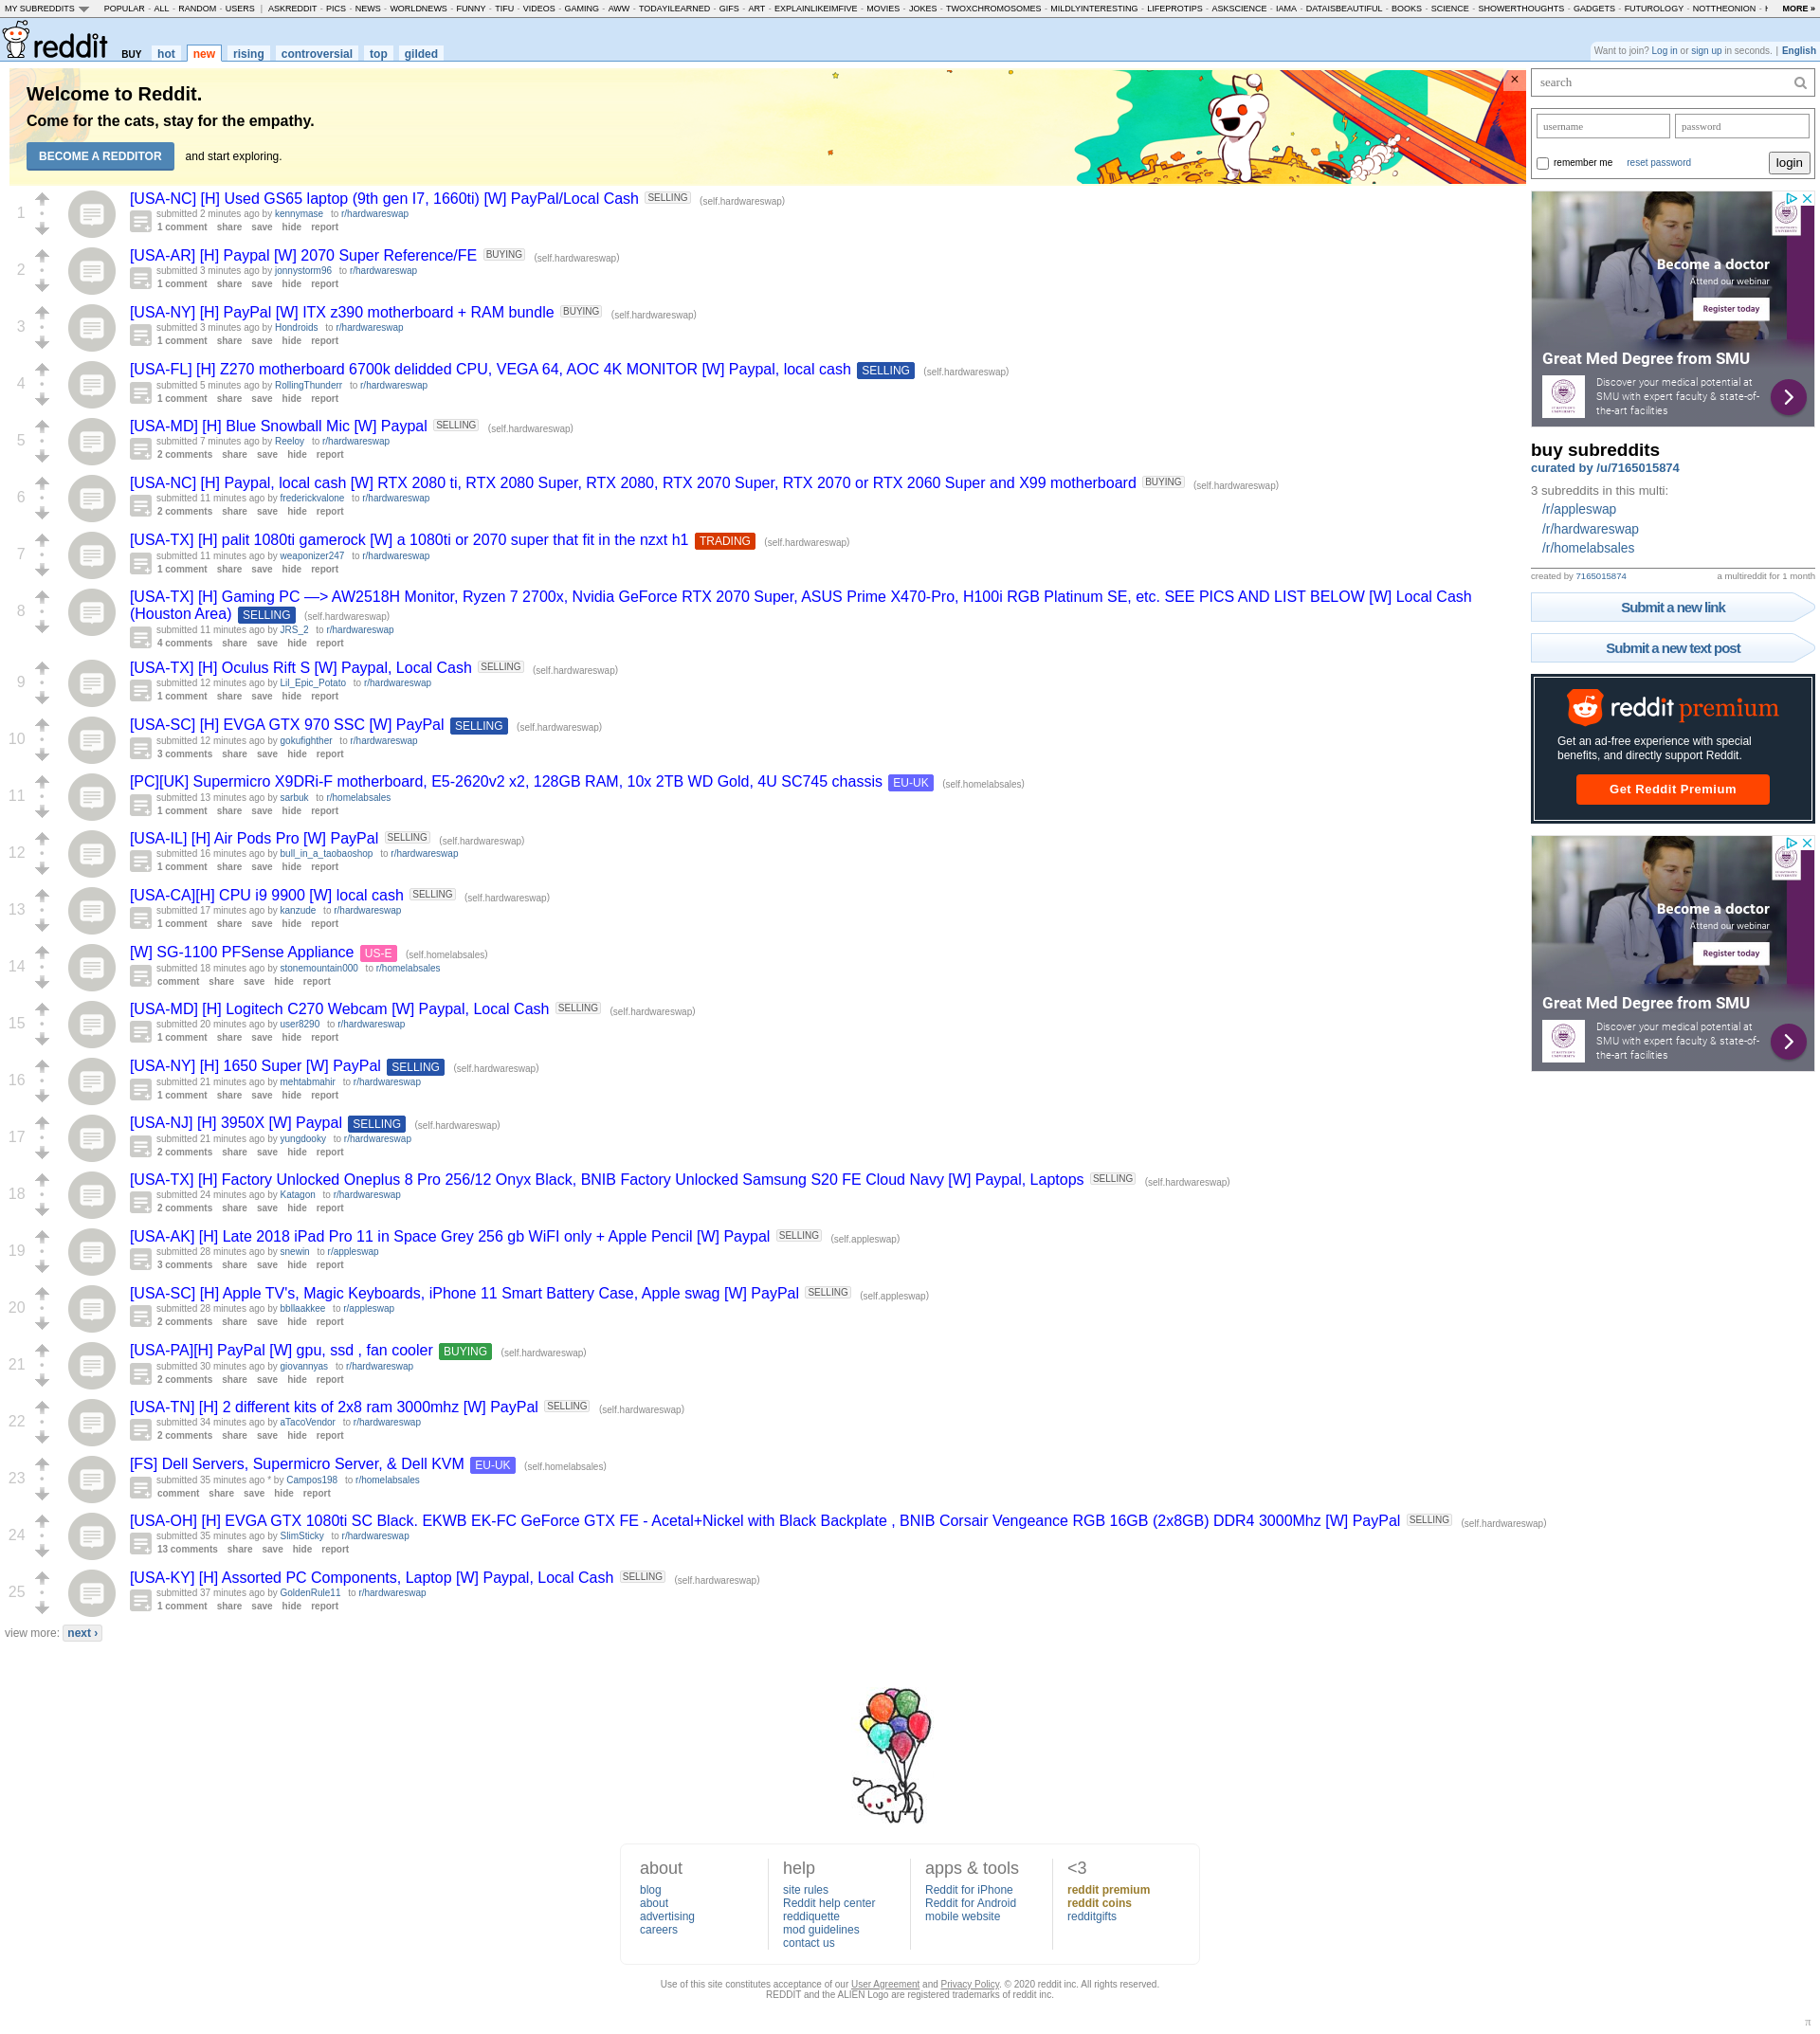 MY SUBREDDITS POPULAR - ALL - RANDOM - USERS | ASKREDDIT - PICS - NEWS - WORLDNEWS - FUNNY - TIFU - VIDEOS - GAMING - AWW - TODAYILEARNED - GIFS - ART - EXPLAINLIKEIMFIVE - MOVIES - JOKES - TWOXCHROMOSOMES - MILDLYINTERESTING - LIFEPROTIPS - ASKSCIENCE - IAMA - DATAISBEAUTIFUL - BOOKS - SCIENCE - SHOWERTHOUGHTS - GADGETS - FUTUROLOGY - NOTTHEONION - MORE »
reddit BUY hot new rising controversial top gilded
Want to join? Log in or sign up in seconds. | English
Welcome to Reddit.
Come for the cats, stay for the empathy.
BECOME A REDDITOR and start exploring.
×
1
[USA-NC] [H] Used GS65 laptop (9th gen I7, 1660ti) [W] PayPal/Local Cash SELLING (self.hardwareswap)
submitted 2 minutes ago by kennymase to r/hardwareswap
1 comment share save hide report
2
[USA-AR] [H] Paypal [W] 2070 Super Reference/FE BUYING (self.hardwareswap)
submitted 3 minutes ago by jonnystorm96 to r/hardwareswap
1 comment share save hide report
3
[USA-NY] [H] PayPal [W] ITX z390 motherboard + RAM bundle BUYING (self.hardwareswap)
submitted 3 minutes ago by Hondroids to r/hardwareswap
1 comment share save hide report
4
[USA-FL] [H] Z270 motherboard 6700k delidded CPU, VEGA 64, AOC 4K MONITOR [W] Paypal, local cash SELLING (self.hardwareswap)
submitted 5 minutes ago by RollingThunderr to r/hardwareswap
1 comment share save hide report
5
[USA-MD] [H] Blue Snowball Mic [W] Paypal SELLING (self.hardwareswap)
submitted 7 minutes ago by Reeloy to r/hardwareswap
2 comments share save hide report
6
[USA-NC] [H] Paypal, local cash [W] RTX 2080 ti, RTX 2080 Super, RTX 2080, RTX 2070 Super, RTX 2070 or RTX 2060 Super and X99 motherboard BUYING (self.hardwareswap)
submitted 11 minutes ago by frederickvalone to r/hardwareswap
2 comments share save hide report
7
[USA-TX] [H] palit 1080ti gamerock [W] a 1080ti or 2070 super that fit in the nzxt h1 TRADING (self.hardwareswap)
submitted 11 minutes ago by weaponizer247 to r/hardwareswap
1 comment share save hide report
8
[USA-TX] [H] Gaming PC —> AW2518H Monitor, Ryzen 7 2700x, Nvidia GeForce RTX 2070 Super, ASUS Prime X470-Pro, H100i RGB Platinum SE, etc. SEE PICS AND LIST BELOW [W] Local Cash
(Houston Area) SELLING (self.hardwareswap)
submitted 11 minutes ago by JRS_2 to r/hardwareswap
4 comments share save hide report
9
[USA-TX] [H] Oculus Rift S [W] Paypal, Local Cash SELLING (self.hardwareswap)
submitted 12 minutes ago by Lil_Epic_Potato to r/hardwareswap
1 comment share save hide report
10
[USA-SC] [H] EVGA GTX 970 SSC [W] PayPal SELLING (self.hardwareswap)
submitted 12 minutes ago by gokufighther to r/hardwareswap
3 comments share save hide report
11
[PC][UK] Supermicro X9DRi-F motherboard, E5-2620v2 x2, 128GB RAM, 10x 2TB WD Gold, 4U SC745 chassis EU-UK (self.homelabsales)
submitted 13 minutes ago by sarbuk to r/homelabsales
1 comment share save hide report
12
[USA-IL] [H] Air Pods Pro [W] PayPal SELLING (self.hardwareswap)
submitted 16 minutes ago by bull_in_a_taobaoshop to r/hardwareswap
1 comment share save hide report
13
[USA-CA][H] CPU i9 9900 [W] local cash SELLING (self.hardwareswap)
submitted 17 minutes ago by kanzude to r/hardwareswap
1 comment share save hide report
14
[W] SG-1100 PFSense Appliance US-E (self.homelabsales)
submitted 18 minutes ago by stonemountain000 to r/homelabsales
comment share save hide report
15
[USA-MD] [H] Logitech C270 Webcam [W] Paypal, Local Cash SELLING (self.hardwareswap)
submitted 20 minutes ago by user8290 to r/hardwareswap
1 comment share save hide report
16
[USA-NY] [H] 1650 Super [W] PayPal SELLING (self.hardwareswap)
submitted 21 minutes ago by mehtabmahir to r/hardwareswap
1 comment share save hide report
17
[USA-NJ] [H] 3950X [W] Paypal SELLING (self.hardwareswap)
submitted 21 minutes ago by yungdooky to r/hardwareswap
2 comments share save hide report
18
[USA-TX] [H] Factory Unlocked Oneplus 8 Pro 256/12 Onyx Black, BNIB Factory Unlocked Samsung S20 FE Cloud Navy [W] Paypal, Laptops SELLING (self.hardwareswap)
submitted 24 minutes ago by Katagon to r/hardwareswap
2 comments share save hide report
19
[USA-AK] [H] Late 2018 iPad Pro 11 in Space Grey 256 gb WiFI only + Apple Pencil [W] Paypal SELLING (self.appleswap)
submitted 28 minutes ago by snewin to r/appleswap
3 comments share save hide report
20
[USA-SC] [H] Apple TV's, Magic Keyboards, iPhone 11 Smart Battery Case, Apple swag [W] PayPal SELLING (self.appleswap)
submitted 28 minutes ago by bbllaakkee to r/appleswap
2 comments share save hide report
21
[USA-PA][H] PayPal [W] gpu, ssd , fan cooler BUYING (self.hardwareswap)
submitted 30 minutes ago by giovannyas to r/hardwareswap
2 comments share save hide report
22
[USA-TN] [H] 2 different kits of 2x8 ram 3000mhz [W] PayPal SELLING (self.hardwareswap)
submitted 34 minutes ago by aTacoVendor to r/hardwareswap
2 comments share save hide report
23
[FS] Dell Servers, Supermicro Server, & Dell KVM EU-UK (self.homelabsales)
submitted 35 minutes ago * by Campos198 to r/homelabsales
comment share save hide report
24
[USA-OH] [H] EVGA GTX 1080ti SC Black. EKWB EK-FC GeForce GTX FE - Acetal+Nickel with Black Backplate , BNIB Corsair Vengeance RGB 16GB (2x8GB) DDR4 3000Mhz [W] PayPal SELLING (self.hardwareswap)
submitted 35 minutes ago by SlimSticky to r/hardwareswap
13 comments share save hide report
25
[USA-KY] [H] Assorted PC Components, Laptop [W] Paypal, Local Cash SELLING (self.hardwareswap)
submitted 37 minutes ago by GoldenRule11 to r/hardwareswap
1 comment share save hide report
view more: next ›
search
username password
remember me reset password login
Become a doctor
Attend our webinar
Register today
Great Med Degree from SMU
Discover your medical potential at
SMU with expert faculty & state-of-
the-art facilities
buy subreddits
curated by /u/7165015874
3 subreddits in this multi:
/r/appleswap
/r/hardwareswap
/r/homelabsales
created by 7165015874 a multireddit for 1 month
Submit a new link
Submit a new text post
reddit premium
Get an ad-free experience with special
benefits, and directly support Reddit.
Get Reddit Premium
Become a doctor
Attend our webinar
Register today
Great Med Degree from SMU
Discover your medical potential at
SMU with expert faculty & state-of-
the-art facilities
about
blog
about
advertising
careers
help
site rules
Reddit help center
reddiquette
mod guidelines
contact us
apps & tools
Reddit for iPhone
Reddit for Android
mobile website
<3
reddit premium
reddit coins
redditgifts
Use of this site constitutes acceptance of our User Agreement and Privacy Policy. © 2020 reddit inc. All rights reserved.
REDDIT and the ALIEN Logo are registered trademarks of reddit inc.
π